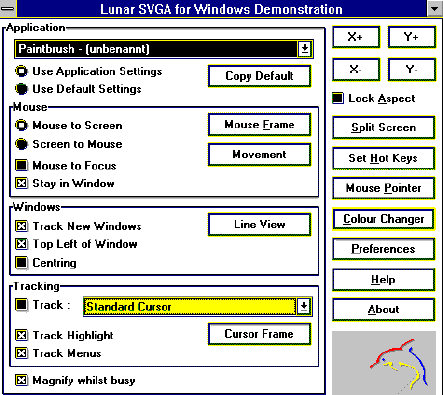 Lunar SVGA for Windows Demonstration
Application
Paintbrush - (unbenannt)
Use Application Settings
Use Default Settings
Copy Default
Mouse
Mouse to Screen
Screen to Mouse
Mouse to Focus
Stay in Window
Mouse Frame
Movement
Windows
Track New Windows
Top Left of Window
Centring
Line View
Tracking
Track :
Standard Cursor
Track Highlight
Track Menus
Cursor Frame
Magnify whilst busy
X+ Y+
X- Y-
Lock Aspect
Split Screen
Set Hot Keys
Mouse Pointer
Colour Changer
Preferences
Help
About